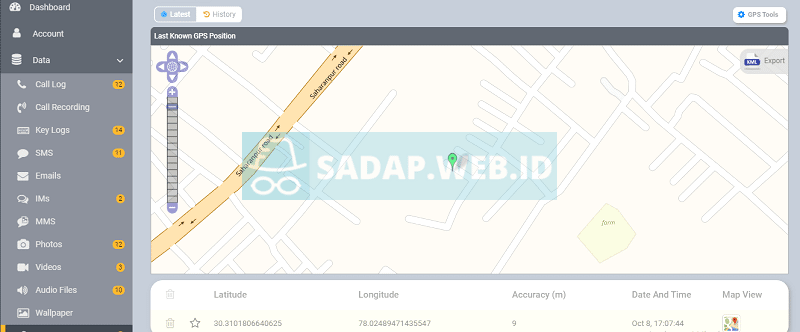 Dashboard
Account
Data
Call Log 12
Call Recording
Key Logs 14
SMS 11
Emails
IMs 2
MMS
Photos 12
Videos 3
Audio Files 10
Wallpaper
Latest
History
GPS Tools
Last Known GPS Position
XML Export
Saharanpur road
Saharanpur road
SADAP.WEB.ID
farm
Latitude Longitude Accuracy (m) Date And Time Map View
30.3101806640625 78.02489471435547 9 Oct 8, 17:07:44